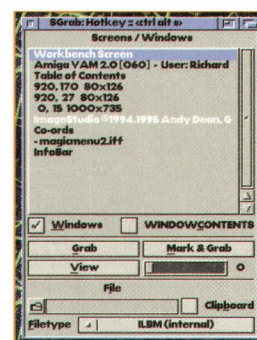 SGrab: Hotkey = «ctrl alt s»
Screens / Windows
Workbench Screen
Amiga YAM 2.0 [060] - User: Richard
Table of Contents
920,170 80x126
920, 27 80x126
0, 15 1000x735
ImageStudio ©1994,1995 Andy Dean, G
Co-ords
- magicmenu2.iff
InfoBar
Windows WINDOWCONTENTS
Grab Mark & Grab
View 0
File
Clipboard
Filetype ILBM (internal)